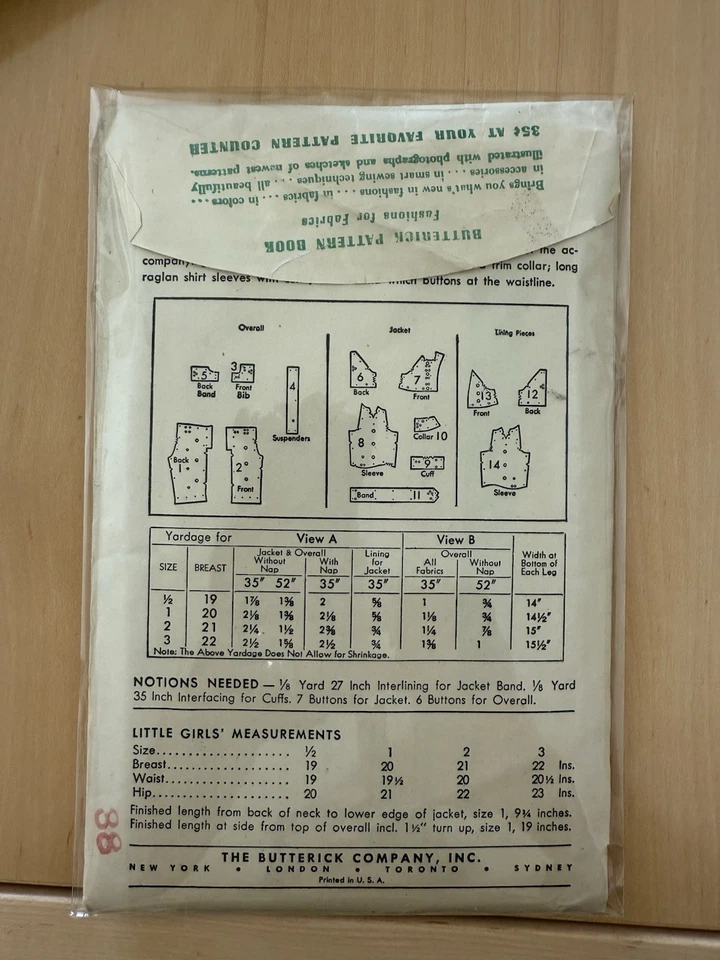 35¢ AT YOUR FAVORITE PATTERN COUNTER
illustrated with photographs and sketches of newest patterns.
in accessories . . . . in smart sewing techniques . . . . all beautifully
Brings you what's new in fashions . . . . in fabrics . . . . in colors . . . .
Fashions for Fabrics
BUTTERICK PATTERN BOOK
the ac-
company trim collar; long
raglan shirt sleeves which buttons at the waistline.
Overall Jacket Lining Pieces
5 Back Band
3 Front Bib
4 Suspenders
Back 1
2 Front
6 Back
7 Front
8 Sleeve
Collar 10
9 Cuff
Band 11
13 Front
12 Back
14 Sleeve
Yardage for View A View B
SIZE BREAST Jacket & Overall Without Nap With Nap Lining for Jacket Overall All Fabrics Without Nap Width at Bottom of Each Leg
35" 52" 35" 35" 35" 52"
½ 19 1⅞ 1⅜ 2 ⅝ 1 ¾ 14"
1 20 2⅛ 1⅜ 2⅛ ⅝ 1⅛ ¾ 14½"
2 21 2¼ 1½ 2⅜ ¾ 1¼ ⅞ 15"
3 22 2½ 1⅝ 2½ ¾ 1⅜ 1 15½"
Note: The Above Yardage Does Not Allow for Shrinkage.
NOTIONS NEEDED — ⅛ Yard 27 Inch Interlining for Jacket Band. ⅛ Yard
35 Inch Interfacing for Cuffs. 7 Buttons for Jacket. 6 Buttons for Overall.
LITTLE GIRLS' MEASUREMENTS
Size.................... ½ 1 2 3
Breast.................. 19 20 21 22 Ins.
Waist................... 19 19½ 20 20½ Ins.
Hip..................... 20 21 22 23 Ins.
Finished length from back of neck to lower edge of jacket, size 1, 9¼ inches.
Finished length at side from top of overall incl. 1½" turn up, size 1, 19 inches.
38
THE BUTTERICK COMPANY, INC.
NEW YORK • LONDON • TORONTO • SYDNEY
Printed in U. S. A.